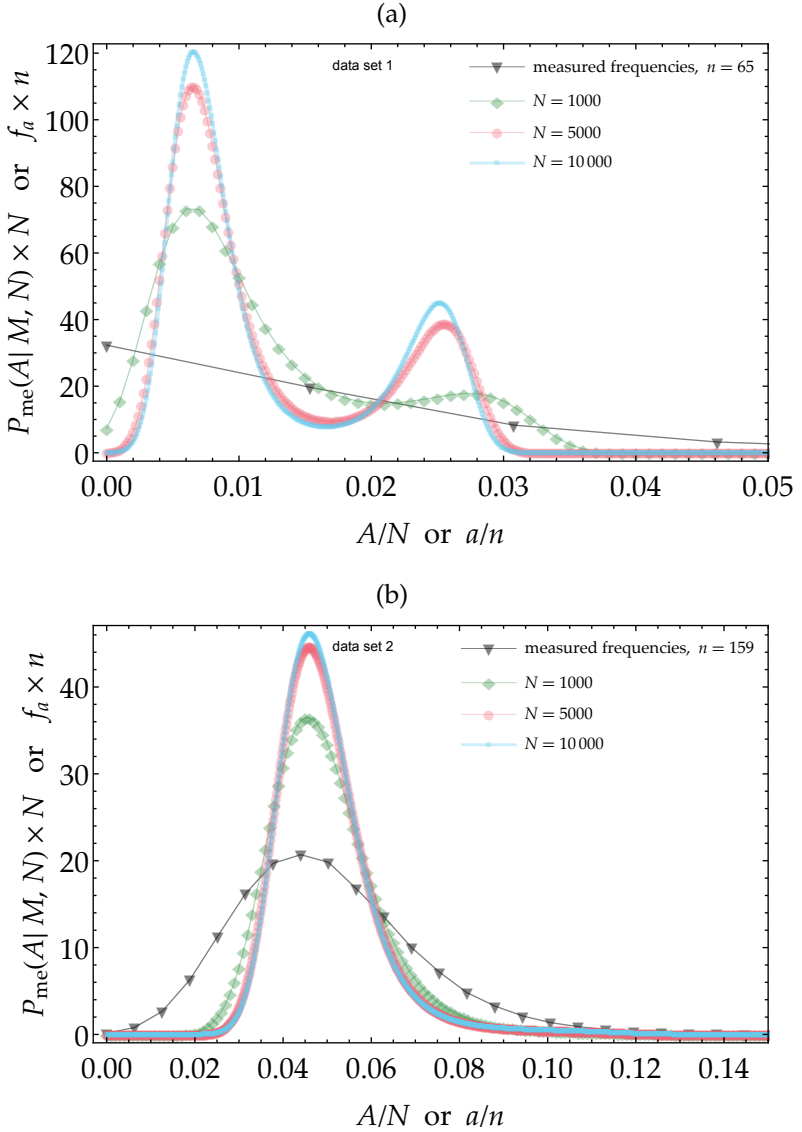 (a)
data set 1
measured frequencies, n = 65
N = 1000
N = 5000
N = 10 000
120
100
80
60
40
20
0
P_me(A| M, N) × N or f_a × n
0.00 0.01 0.02 0.03 0.04 0.05
A/N or a/n
(b)
data set 2
measured frequencies, n = 159
N = 1000
N = 5000
N = 10 000
40
30
20
10
0
P_me(A| M, N) × N or f_a × n
0.00 0.02 0.04 0.06 0.08 0.10 0.12 0.14
A/N or a/n